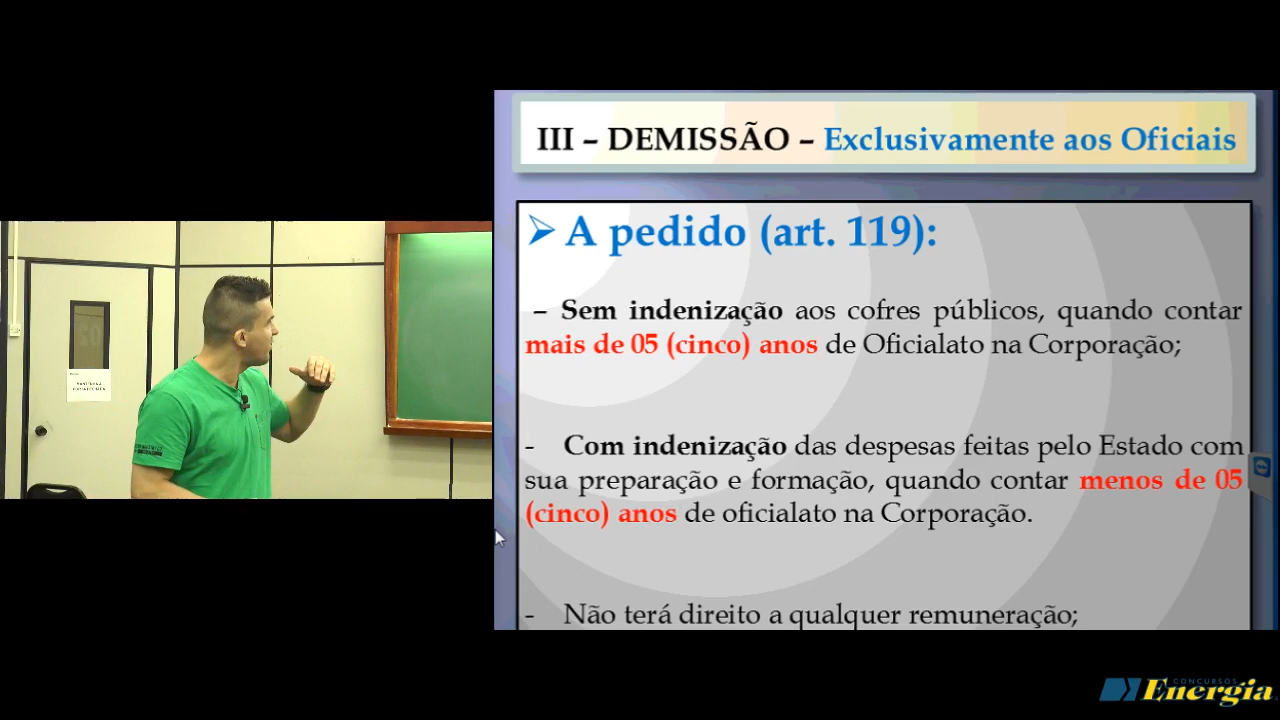 III – DEMISSÃO – Exclusivamente aos Oficiais
A pedido (art. 119):
– Sem indenização aos cofres públicos, quando contar
mais de 05 (cinco) anos de Oficialato na Corporação;
- Com indenização das despesas feitas pelo Estado com
sua preparação e formação, quando contar menos de 05
(cinco) anos de oficialato na Corporação.
- Não terá direito a qualquer remuneração;
CONCURSOS
Energia